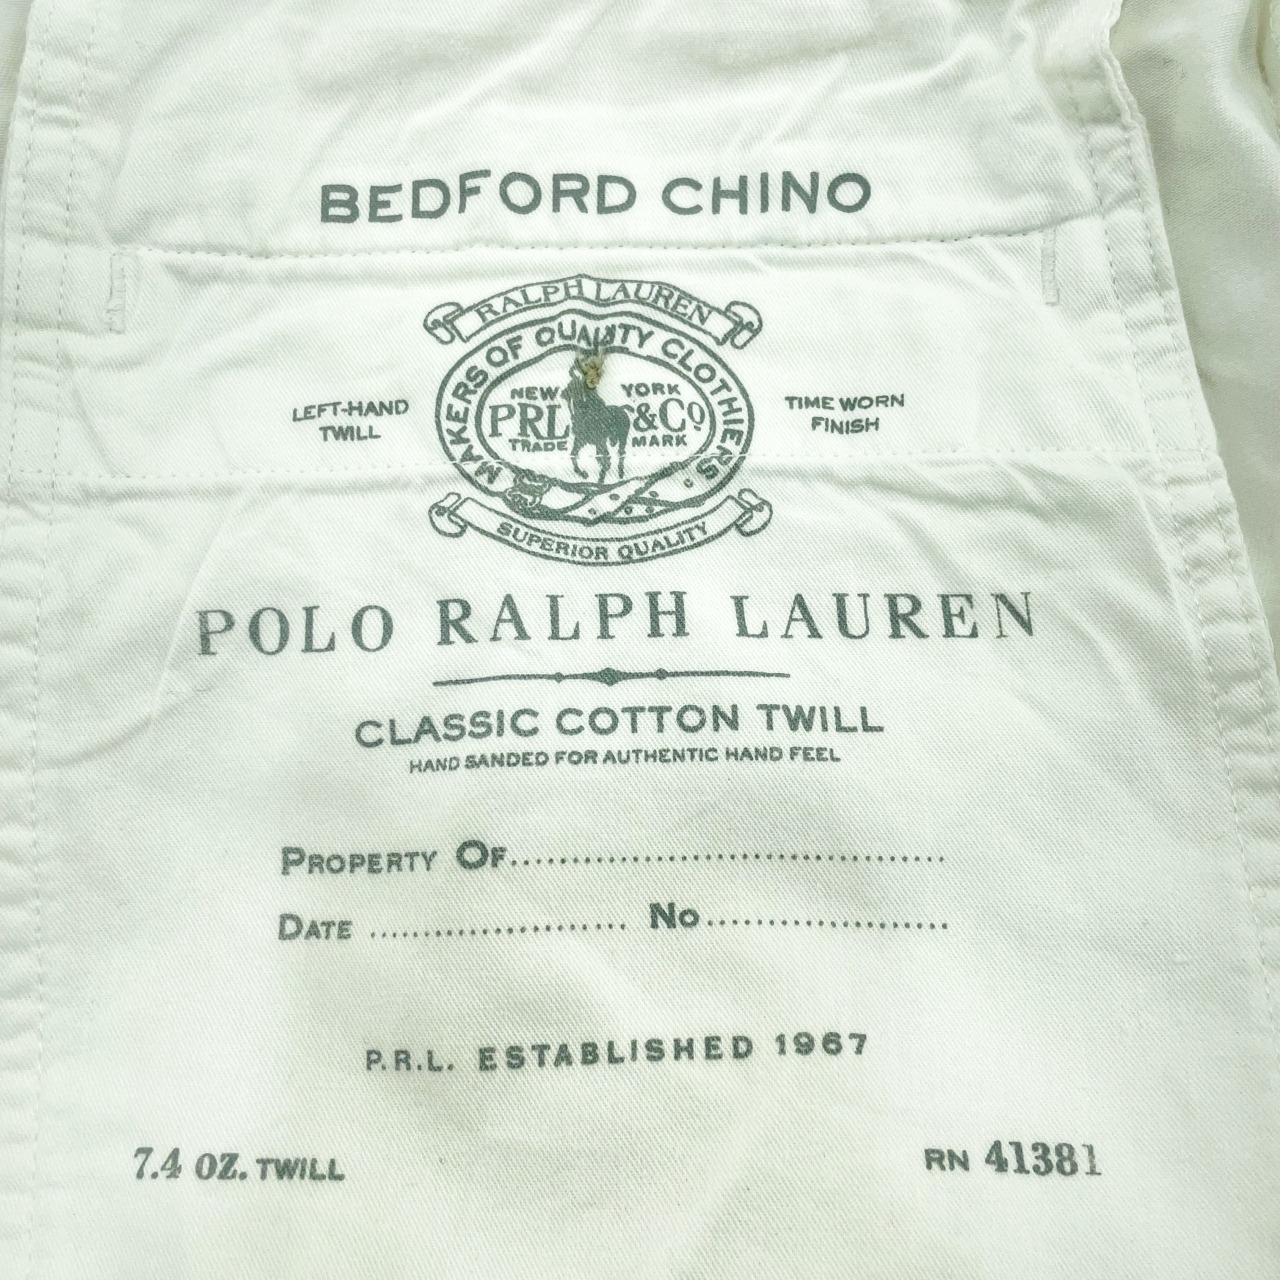 BEDFORD CHINO
RALPH LAUREN
MAKERS OF QUALITY CLOTHIERS
NEW YORK
PRL &Co
TRADE MARK
LEFT-HAND
TWILL
TIME WORN
FINISH
SUPERIOR QUALITY
POLO RALPH LAUREN
CLASSIC COTTON TWILL
HAND SANDED FOR AUTHENTIC HAND FEEL
PROPERTY OF........................................
DATE ........................ No.......................
P.R.L. ESTABLISHED 1967
7.4 OZ. TWILL
RN 41381